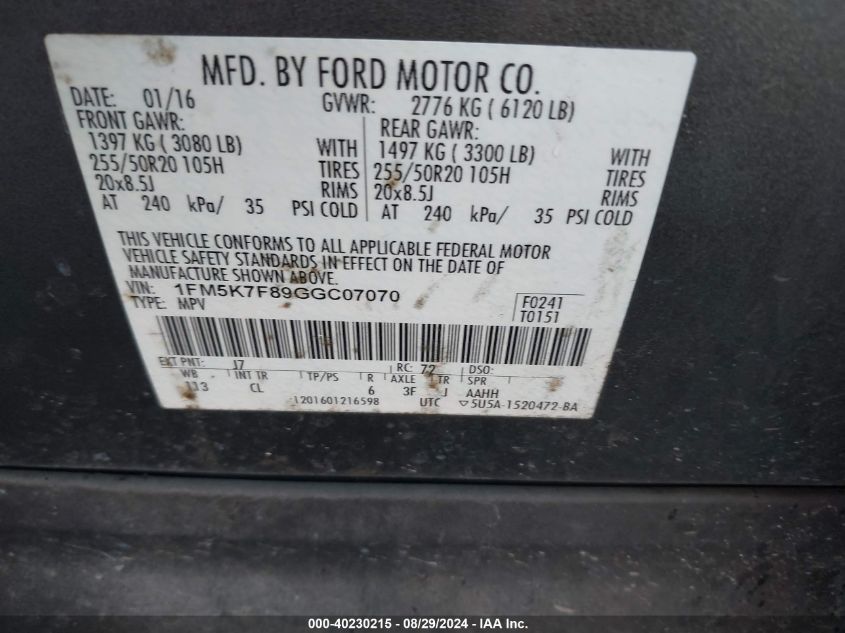 MFD. BY FORD MOTOR CO.
DATE: 01/16 GVWR: 2776 KG ( 6120 LB)
FRONT GAWR: REAR GAWR:
1397 KG ( 3080 LB) WITH 1497 KG ( 3300 LB) WITH
255/50R20 105H TIRES 255/50R20 105H TIRES
20x8.5J RIMS 20x8.5J RIMS
AT 240 kPa/ 35 PSI COLD AT 240 kPa/ 35 PSI COLD
THIS VEHICLE CONFORMS TO ALL APPLICABLE FEDERAL MOTOR
VEHICLE SAFETY STANDARDS IN EFFECT ON THE DATE OF
MANUFACTURE SHOWN ABOVE.
VIN: 1FM5K7F89GGC07070 F0241
TYPE: MPV T0151
EXT PNT: J7 RC: 72 DSO:
WB INT TR TP/PS R AXLE TR SPR
113 CL 6 3F J AAHH
1201601216598 UTC ▽5U5A-1520472-BA
000-40230215 - 08/29/2024 - IAA Inc.